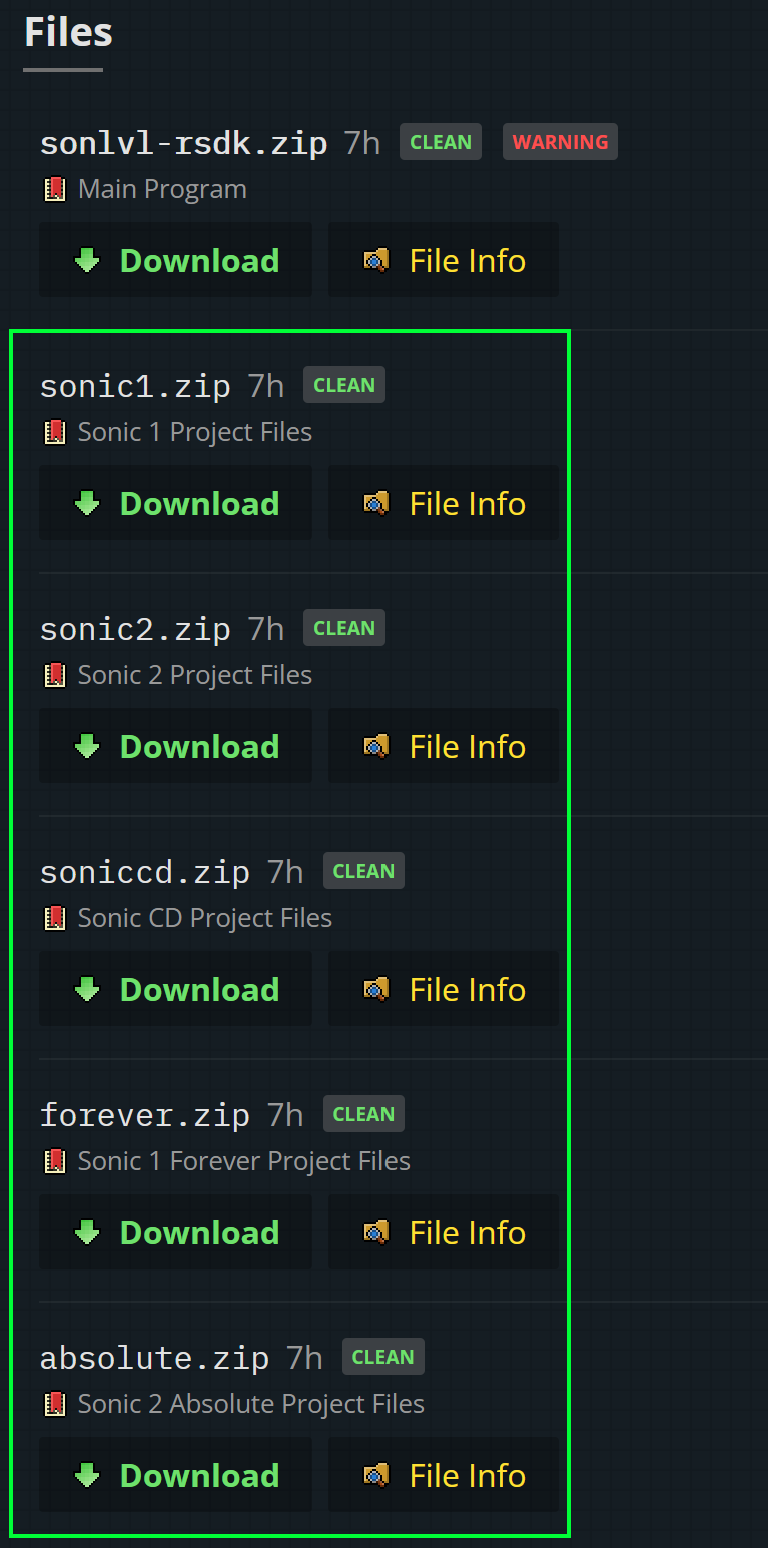 Files
sonlvl-rsdk.zip 7h CLEAN WARNING
Main Program
Download File Info
sonic1.zip 7h CLEAN
Sonic 1 Project Files
Download File Info
sonic2.zip 7h CLEAN
Sonic 2 Project Files
Download File Info
soniccd.zip 7h CLEAN
Sonic CD Project Files
Download File Info
forever.zip 7h CLEAN
Sonic 1 Forever Project Files
Download File Info
absolute.zip 7h CLEAN
Sonic 2 Absolute Project Files
Download File Info